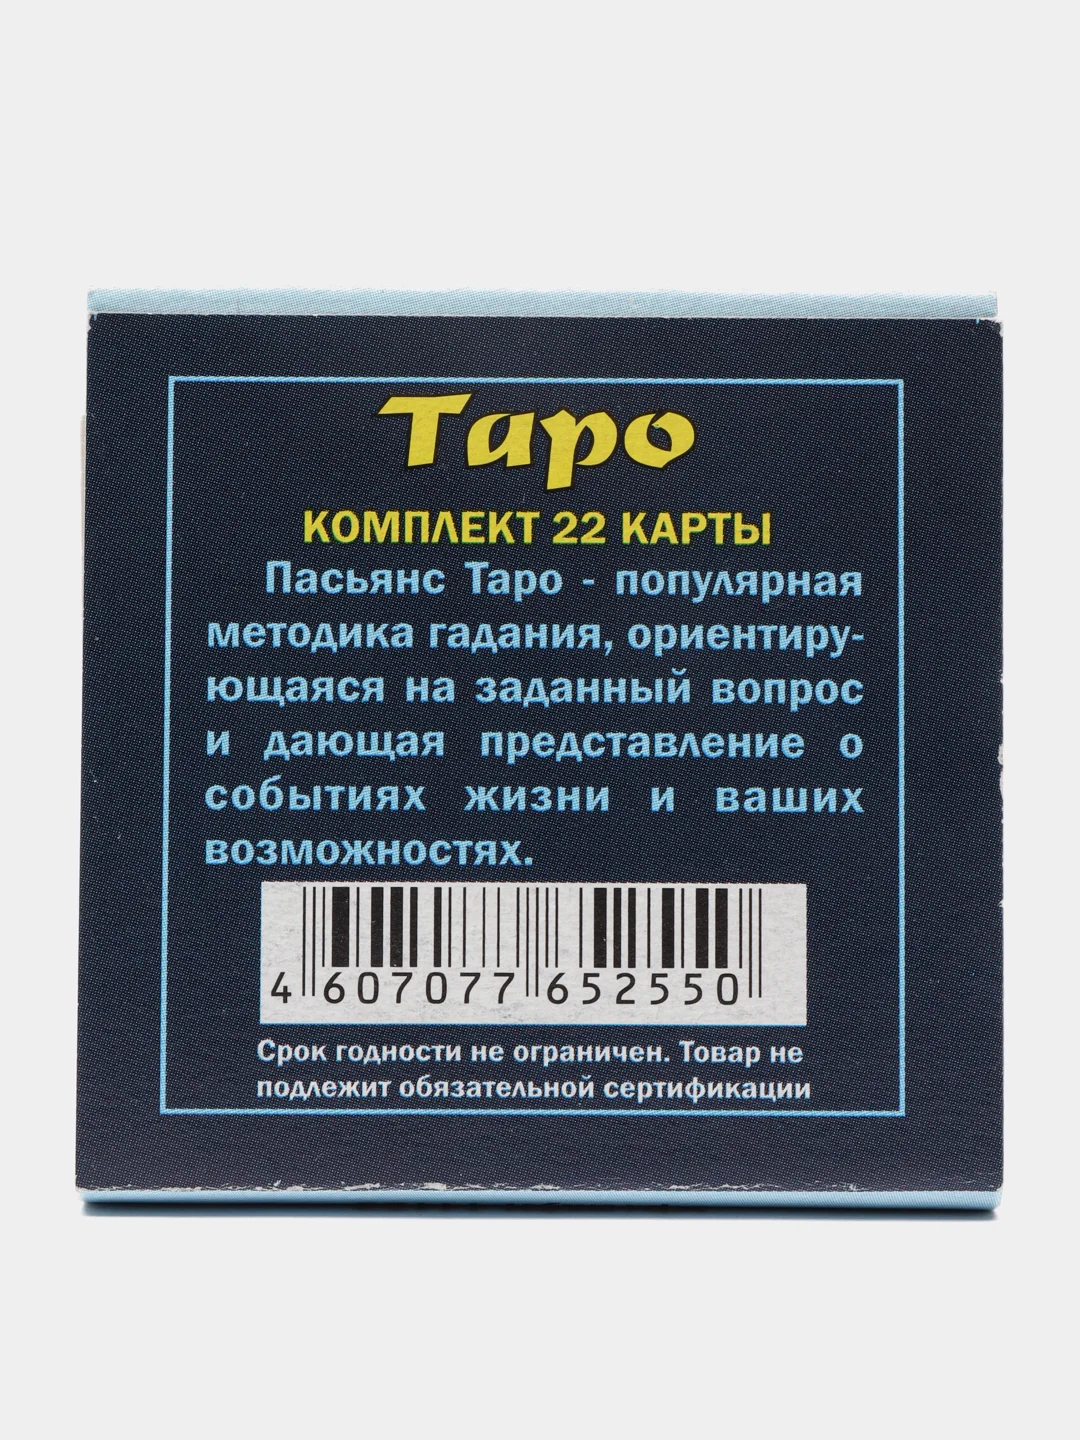 Таро
КОМПЛЕКТ 22 КАРТЫ
Пасьянс Таро - популярная
методика гадания, ориентиру-
ющаяся на заданный вопрос
и дающая представление о
событиях жизни и ваших
возможностях.
4 607077 652550
Срок годности не ограничен. Товар не
подлежит обязательной сертификации